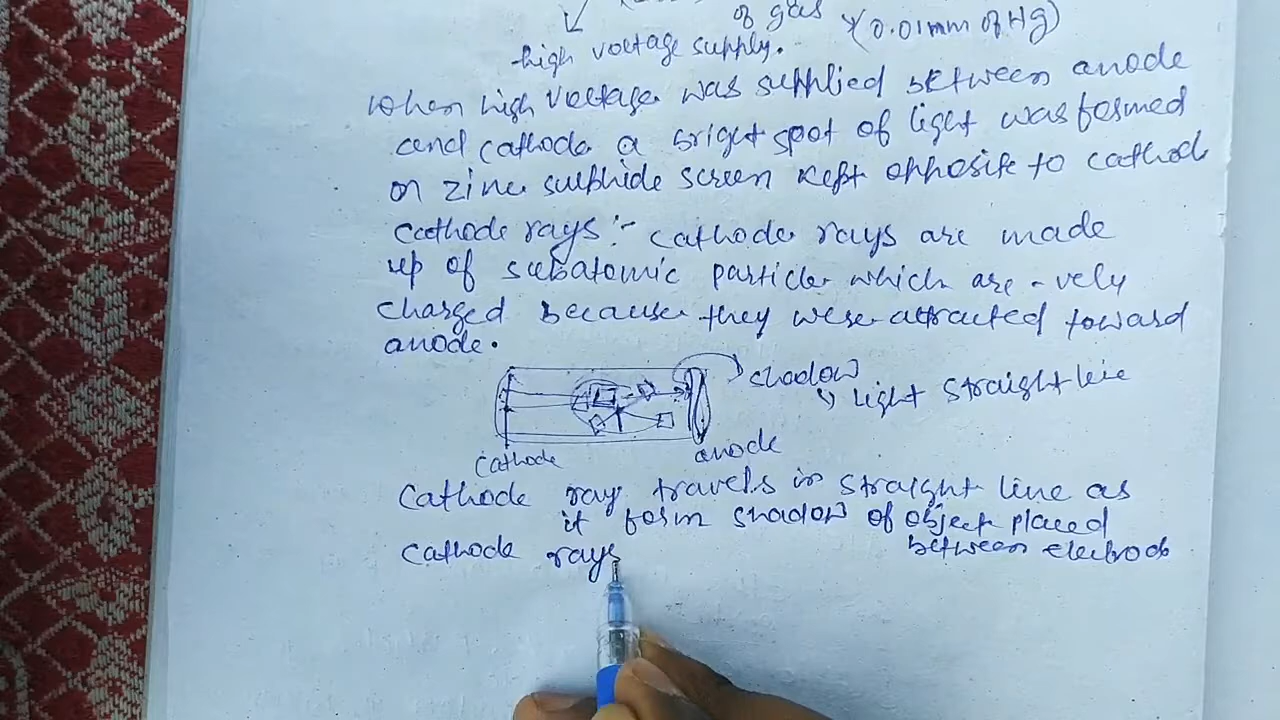 of gas (0.01mm of Hg)
high voltage supply.
when high voltage was supplied between anode
and cathode a bright spot of light was formed
on zinc sulphide screen kept opposite to cathode
cathode rays :- cathode rays are made
up of subatomic particle which are -vely
charged because they were attracted toward
anode.
shadow
light straight line
cathode
anode
cathode ray travels in straight line as
it form shadow of object placed
between electrode
cathode rays